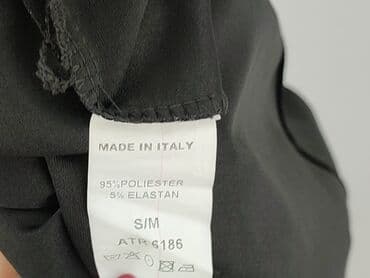 MADE IN ITALY
95%POLIESTER
5% ELASTAN
S/M
ATR 6186